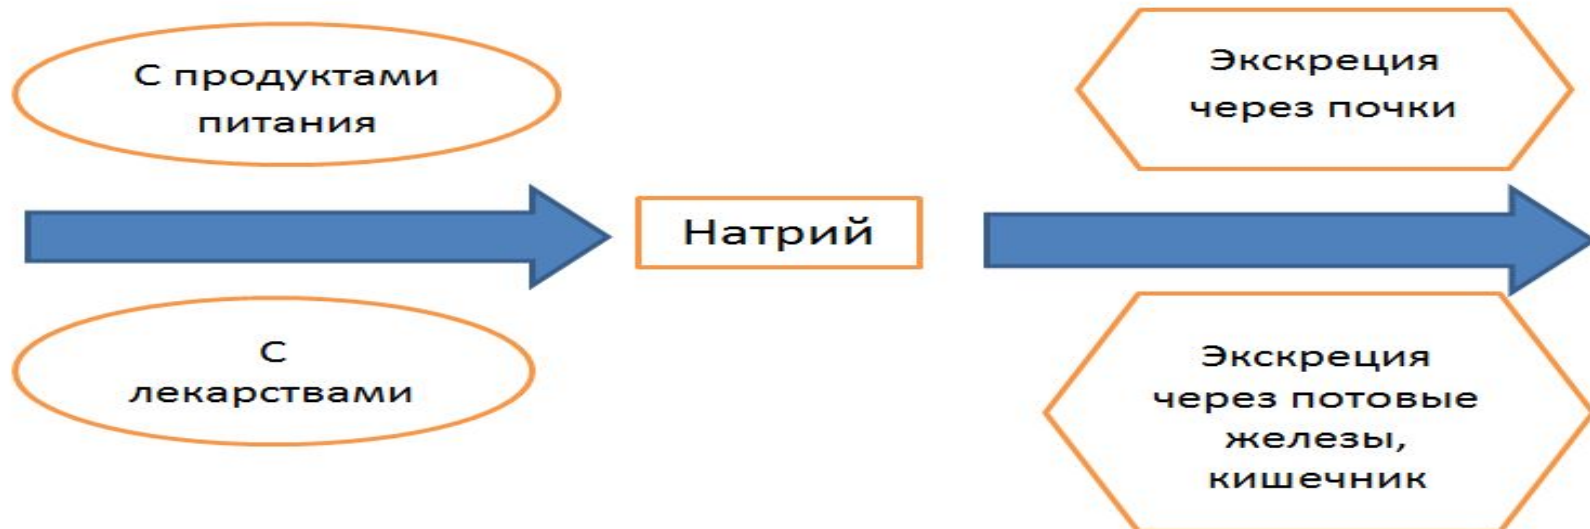 С продуктами
питания
С
лекарствами
Натрий
Экскреция
через почки
Экскреция
через потовые
железы,
кишечник